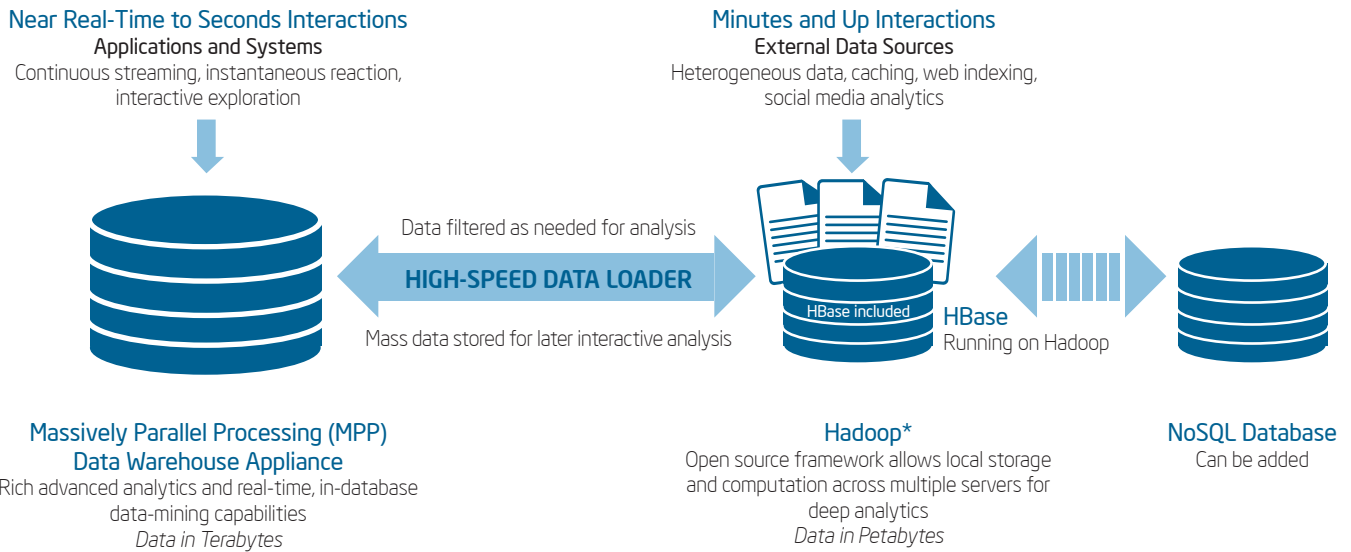 Near Real-Time to Seconds Interactions
Applications and Systems
Continuous streaming, instantaneous reaction,
interactive exploration
Minutes and Up Interactions
External Data Sources
Heterogeneous data, caching, web indexing,
social media analytics
Data filtered as needed for analysis
HIGH-SPEED DATA LOADER
Mass data stored for later interactive analysis
HBase included
HBase
Running on Hadoop
Massively Parallel Processing (MPP)
Data Warehouse Appliance
Rich advanced analytics and real-time, in-database
data-mining capabilities
Data in Terabytes
Hadoop*
Open source framework allows local storage
and computation across multiple servers for
deep analytics
Data in Petabytes
NoSQL Database
Can be added